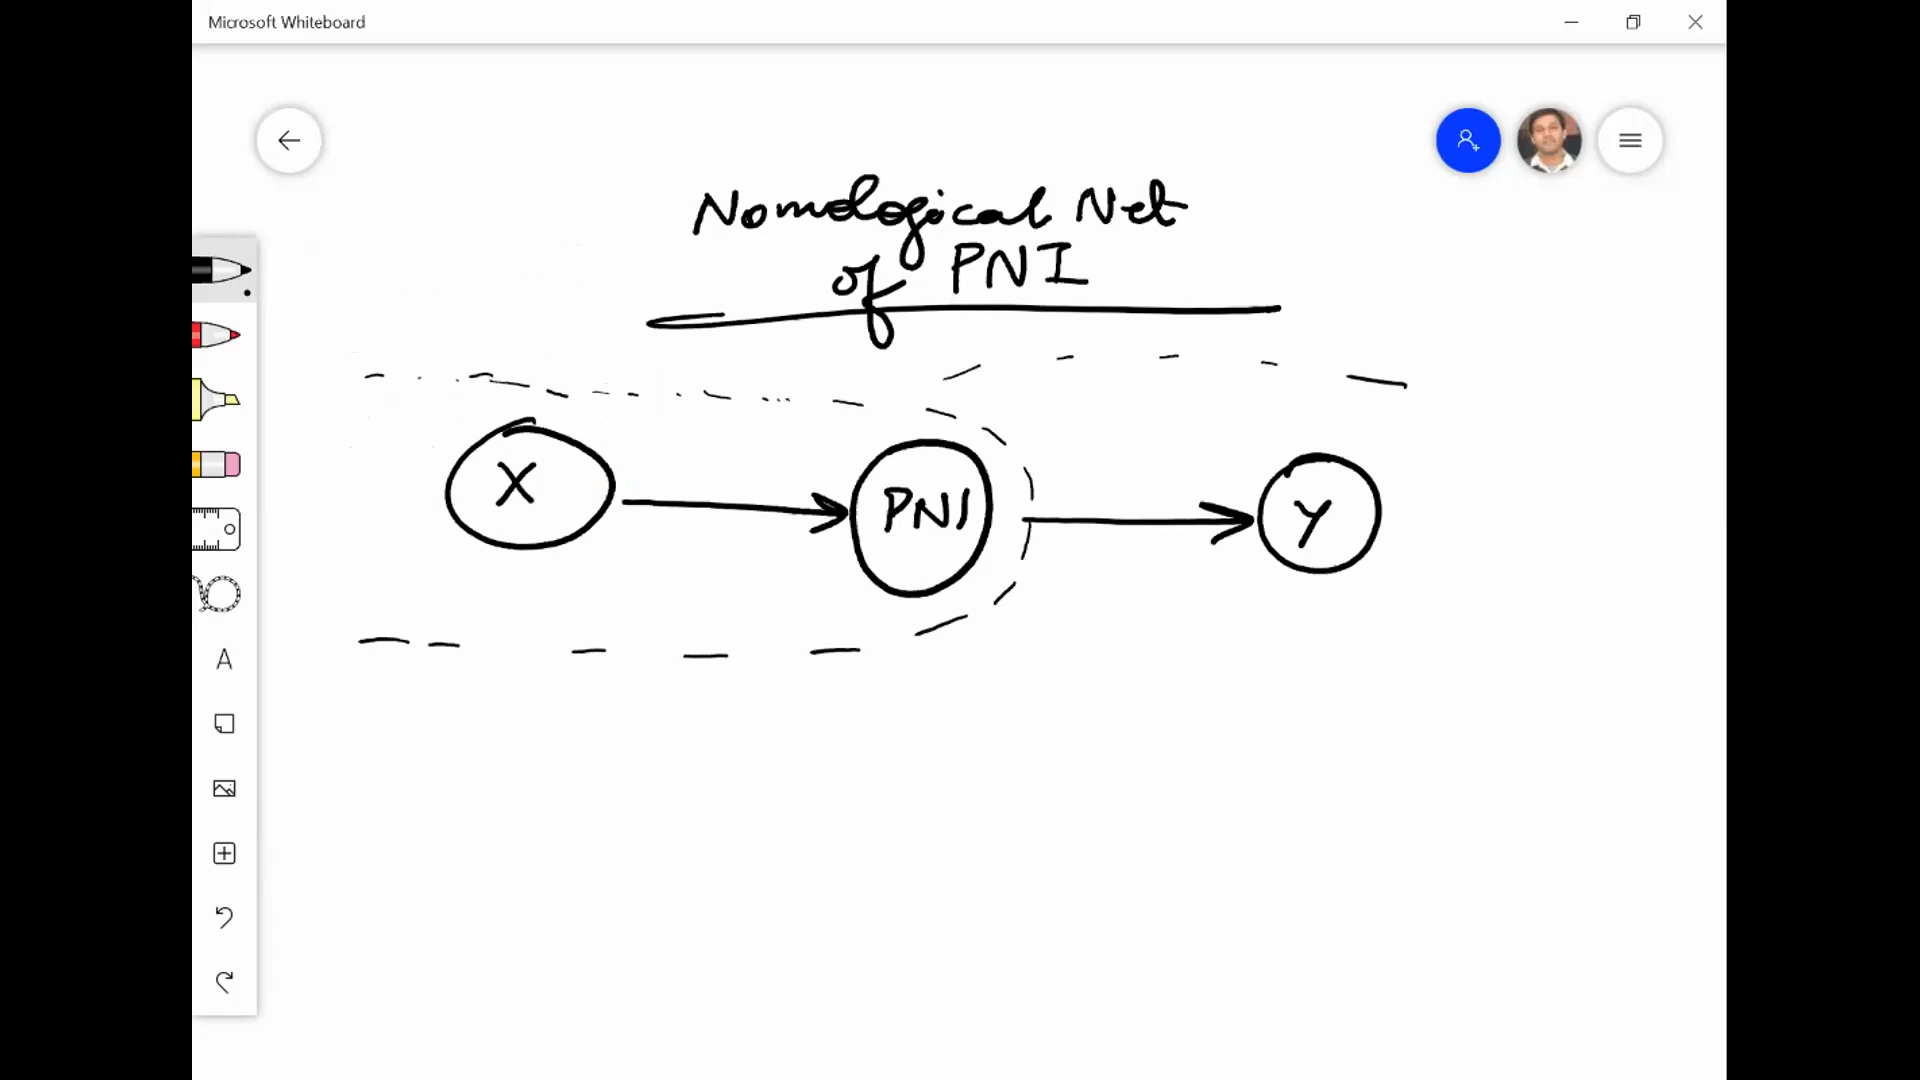 Microsoft Whiteboard
Nomological Net
of PNI
X
PNI
Y
A